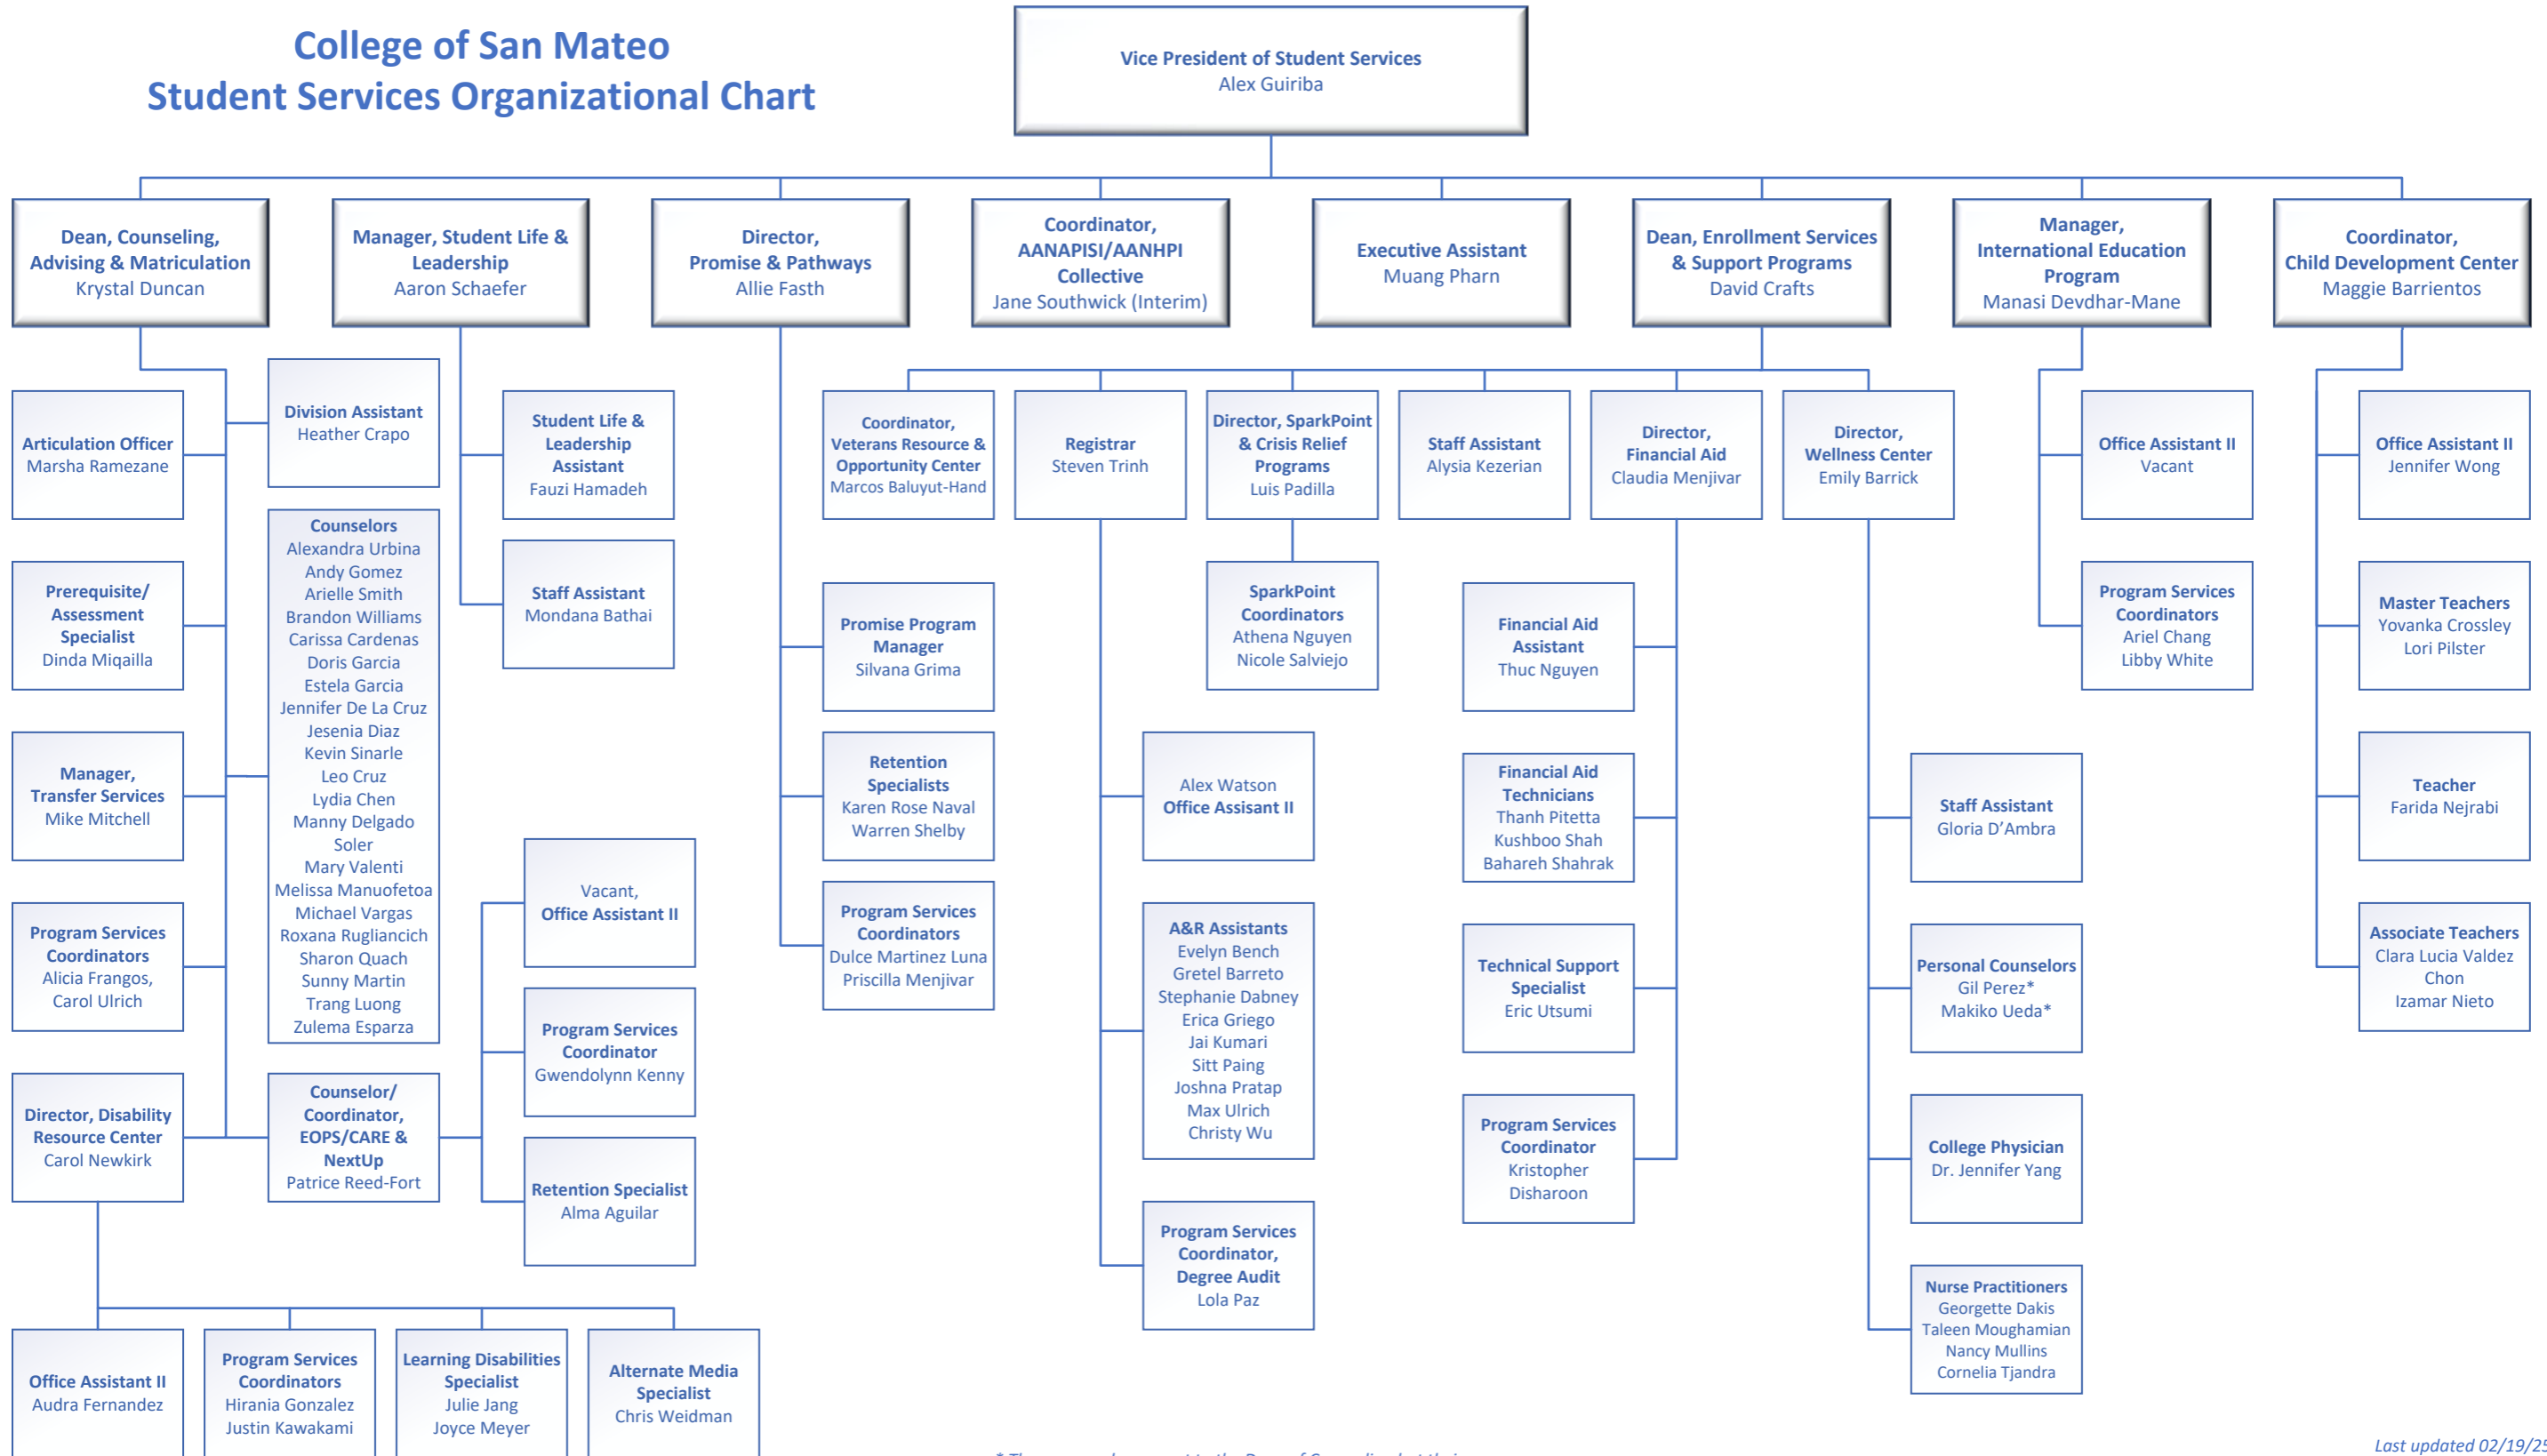 College of San Mateo
Student Services Organizational Chart
Vice President of Student Services
Alex Guiriba
Dean, Counseling,
Advising & Matriculation
Krystal Duncan
Manager, Student Life &
Leadership
Aaron Schaefer
Director,
Promise & Pathways
Allie Fasth
Coordinator,
AANAPISI/AANHPI
Collective
Jane Southwick (Interim)
Executive Assistant
Muang Pharn
Dean, Enrollment Services
& Support Programs
David Crafts
Manager,
International Education
Program
Manasi Devdhar-Mane
Coordinator,
Child Development Center
Maggie Barrientos
Articulation Officer
Marsha Ramezane
Prerequisite/
Assessment
Specialist
Dinda Miqailla
Manager,
Transfer Services
Mike Mitchell
Program Services
Coordinators
Alicia Frangos,
Carol Ulrich
Director, Disability
Resource Center
Carol Newkirk
Division Assistant
Heather Crapo
Counselors
Alexandra Urbina
Andy Gomez
Arielle Smith
Brandon Williams
Carissa Cardenas
Doris Garcia
Estela Garcia
Jennifer De La Cruz
Jesenia Diaz
Kevin Sinarle
Leo Cruz
Lydia Chen
Manny Delgado
Soler
Mary Valenti
Melissa Manuofetoa
Michael Vargas
Roxana Rugliancich
Sharon Quach
Sunny Martin
Trang Luong
Zulema Esparza
Counselor/
Coordinator,
EOPS/CARE &
NextUp
Patrice Reed-Fort
Vacant,
Office Assistant II
Program Services
Coordinator
Gwendolynn Kenny
Retention Specialist
Alma Aguilar
Office Assistant II
Audra Fernandez
Program Services
Coordinators
Hirania Gonzalez
Justin Kawakami
Learning Disabilities
Specialist
Julie Jang
Joyce Meyer
Alternate Media
Specialist
Chris Weidman
Student Life &
Leadership
Assistant
Fauzi Hamadeh
Staff Assistant
Mondana Bathai
Promise Program
Manager
Silvana Grima
Retention
Specialists
Karen Rose Naval
Warren Shelby
Program Services
Coordinators
Dulce Martinez Luna
Priscilla Menjivar
Coordinator,
Veterans Resource &
Opportunity Center
Marcos Baluyut-Hand
Registrar
Steven Trinh
Director, SparkPoint
& Crisis Relief
Programs
Luis Padilla
Staff Assistant
Alysia Kezerian
Director,
Financial Aid
Claudia Menjivar
Director,
Wellness Center
Emily Barrick
Alex Watson
Office Assisant II
A&R Assistants
Evelyn Bench
Gretel Barreto
Stephanie Dabney
Erica Griego
Jai Kumari
Sitt Paing
Joshna Pratap
Max Ulrich
Christy Wu
Program Services
Coordinator,
Degree Audit
Lola Paz
SparkPoint
Coordinators
Athena Nguyen
Nicole Salviejo
Financial Aid
Assistant
Thuc Nguyen
Financial Aid
Technicians
Thanh Pitetta
Kushboo Shah
Bahareh Shahrak
Technical Support
Specialist
Eric Utsumi
Program Services
Coordinator
Kristopher
Disharoon
Staff Assistant
Gloria D’Ambra
Personal Counselors
Gil Perez*
Makiko Ueda*
College Physician
Dr. Jennifer Yang
Nurse Practitioners
Georgette Dakis
Taleen Moughamian
Nancy Mullins
Cornelia Tjandra
Office Assistant II
Vacant
Program Services
Coordinators
Ariel Chang
Libby White
Office Assistant II
Jennifer Wong
Master Teachers
Yovanka Crossley
Lori Pilster
Teacher
Farida Nejrabi
Associate Teachers
Clara Lucia Valdez
Chon
Izamar Nieto
Last updated 02/19/25